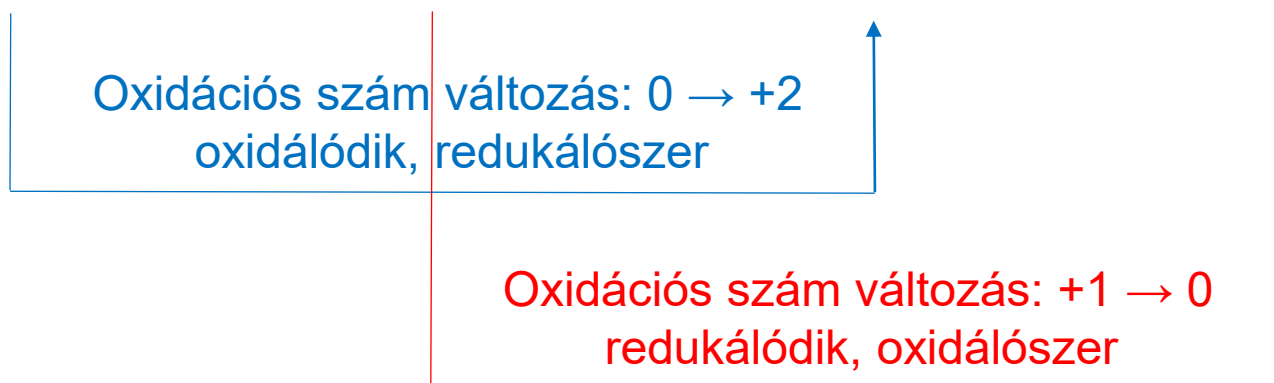 Oxidációs szám változás: 0 → +2
oxidálódik, redukálószer
Oxidációs szám változás: +1 → 0
redukálódik, oxidálószer